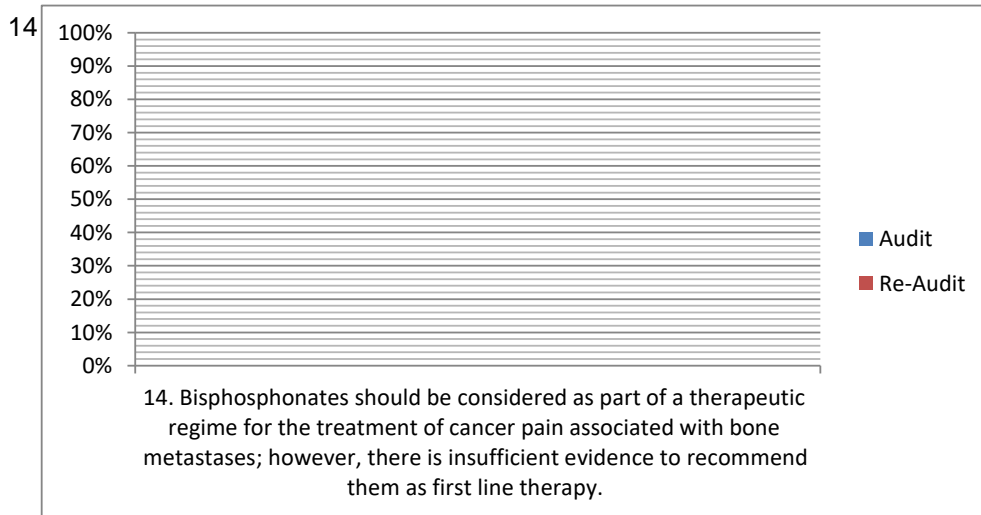 14
100%
90%
80%
70%
60%
50%
40%
30%
20%
10%
0%
Audit
Re-Audit
14. Bisphosphonates should be considered as part of a therapeutic
regime for the treatment of cancer pain associated with bone
metastases; however, there is insufficient evidence to recommend
them as first line therapy.